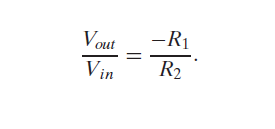 V_out / V_in = -R_1 / R_2.